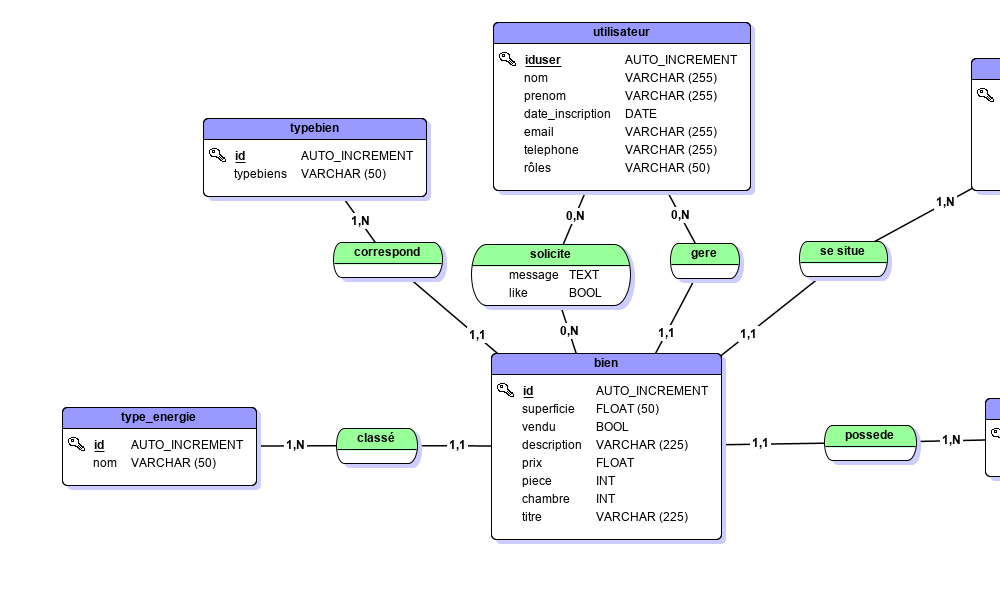 utilisateur
iduser AUTO_INCREMENT
nom VARCHAR (255)
prenom VARCHAR (255)
date_inscription DATE
email VARCHAR (255)
telephone VARCHAR (255)
rôles VARCHAR (50)
typebien
id AUTO_INCREMENT
typebiens VARCHAR (50)
1,N
0,N
0,N
1,N
correspond
solicite
message TEXT
like BOOL
gere
se situe
1,1
0,N
1,1
1,1
bien
id AUTO_INCREMENT
superficie FLOAT (50)
vendu BOOL
description VARCHAR (225)
prix FLOAT
piece INT
chambre INT
titre VARCHAR (225)
type_energie
id AUTO_INCREMENT
nom VARCHAR (50)
1,N
classé
1,1
1,1
possede
1,N